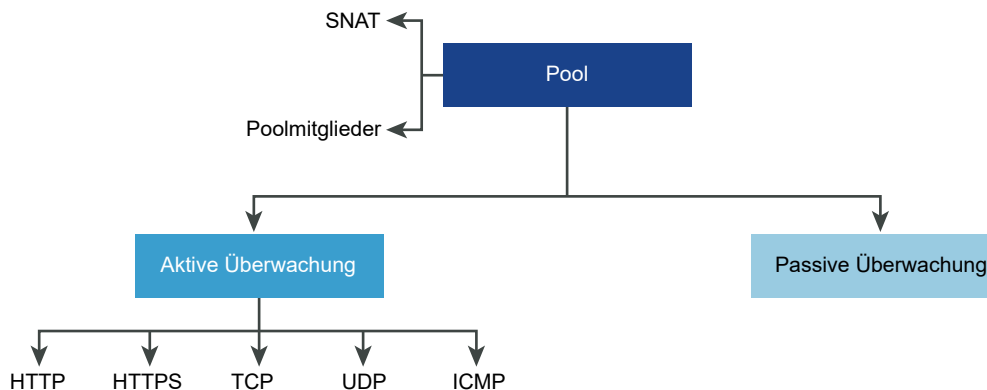 SNAT
Pool
Poolmitglieder
Aktive Überwachung
Passive Überwachung
HTTP
HTTPS
TCP
UDP
ICMP